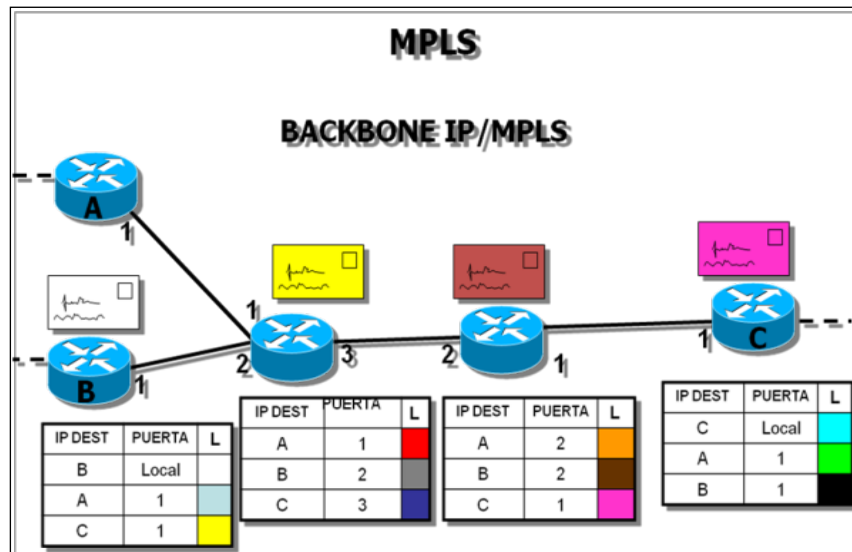 MPLS
BACKBONE IP/MPLS
A
1
B
1
1
2
3
2
1
1
C
IP DEST PUERTA L
B Local
A 1
C 1
IP DEST PUERTA L
A 1
B 2
C 3
IP DEST PUERTA L
A 2
B 2
C 1
IP DEST PUERTA L
C Local
A 1
B 1